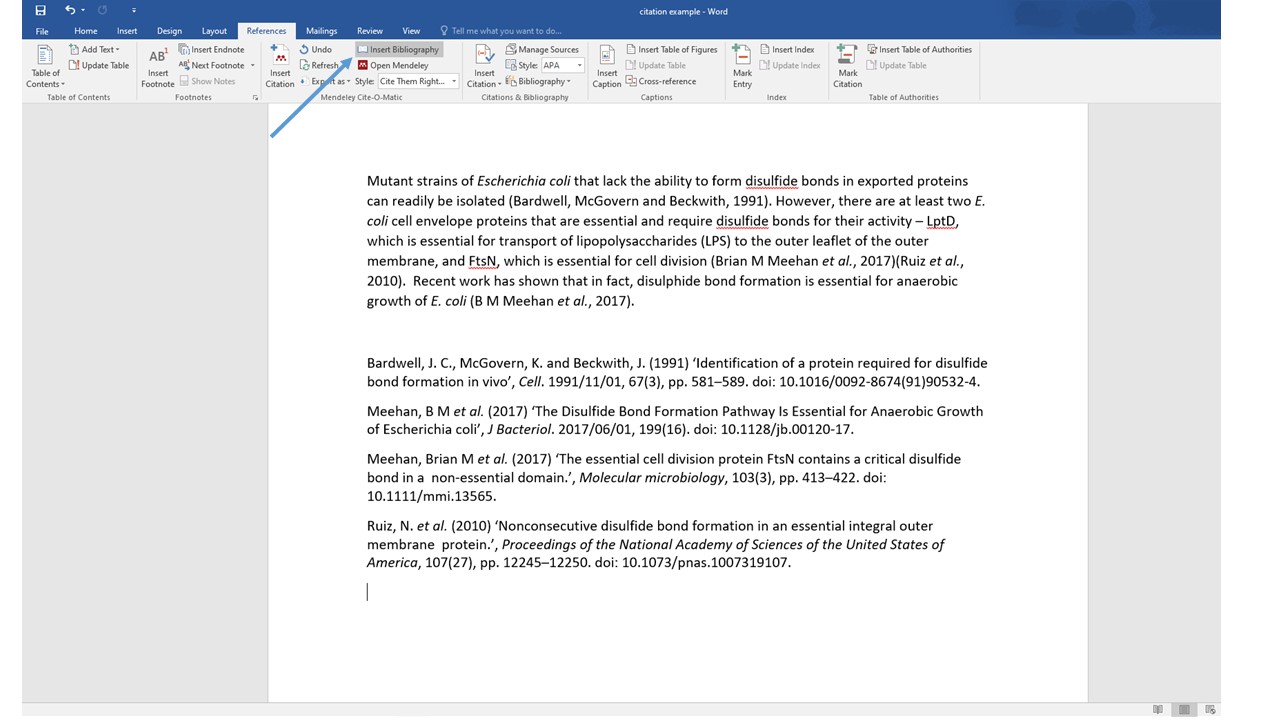 citation example - Word
File Home Insert Design Layout References Mailings Review View Tell me what you want to do...
Table of Contents
Add Text
Update Table
Table of Contents
AB1
Insert Footnote
Insert Endnote
Next Footnote
Show Notes
Footnotes
Insert Citation
Undo
Refresh
Export as
Insert Bibliography
Open Mendeley
Style: Cite Them Right...
Mendeley Cite-O-Matic
Insert Citation
Manage Sources
Style: APA
Bibliography
Citations & Bibliography
Insert Caption
Insert Table of Figures
Update Table
Cross-reference
Captions
Mark Entry
Insert Index
Update Index
Index
Mark Citation
Insert Table of Authorities
Update Table
Table of Authorities
Mutant strains of Escherichia coli that lack the ability to form disulfide bonds in exported proteins
can readily be isolated (Bardwell, McGovern and Beckwith, 1991). However, there are at least two E.
coli cell envelope proteins that are essential and require disulfide bonds for their activity – LptD,
which is essential for transport of lipopolysaccharides (LPS) to the outer leaflet of the outer
membrane, and FtsN, which is essential for cell division (Brian M Meehan et al., 2017)(Ruiz et al.,
2010). Recent work has shown that in fact, disulphide bond formation is essential for anaerobic
growth of E. coli (B M Meehan et al., 2017).
Bardwell, J. C., McGovern, K. and Beckwith, J. (1991) ‘Identification of a protein required for disulfide
bond formation in vivo’, Cell. 1991/11/01, 67(3), pp. 581–589. doi: 10.1016/0092-8674(91)90532-4.
Meehan, B M et al. (2017) ‘The Disulfide Bond Formation Pathway Is Essential for Anaerobic Growth
of Escherichia coli’, J Bacteriol. 2017/06/01, 199(16). doi: 10.1128/jb.00120-17.
Meehan, Brian M et al. (2017) ‘The essential cell division protein FtsN contains a critical disulfide
bond in a non-essential domain.’, Molecular microbiology, 103(3), pp. 413–422. doi:
10.1111/mmi.13565.
Ruiz, N. et al. (2010) ‘Nonconsecutive disulfide bond formation in an essential integral outer
membrane protein.’, Proceedings of the National Academy of Sciences of the United States of
America, 107(27), pp. 12245–12250. doi: 10.1073/pnas.1007319107.